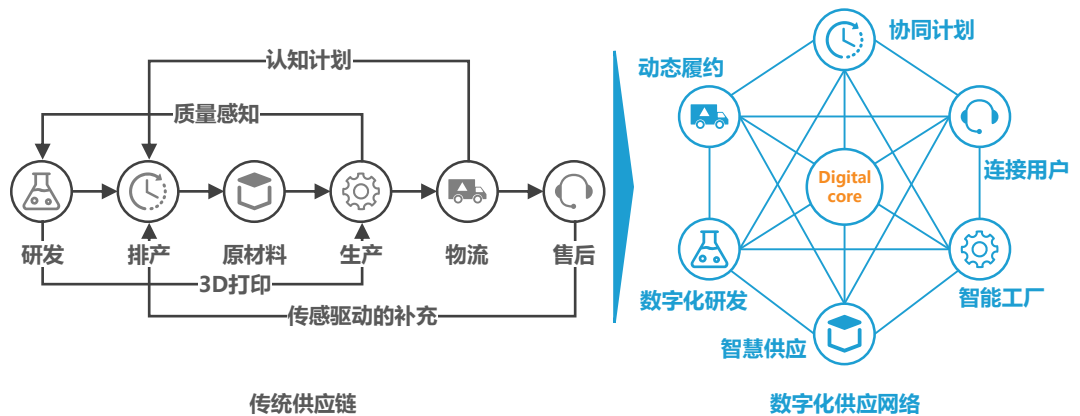 认知计划
质量感知
研发
排产
原材料
生产
物流
售后
3D打印
传感驱动的补充
传统供应链
协同计划
动态履约
连接用户
Digital
core
数字化研发
智能工厂
智慧供应
数字化供应网络